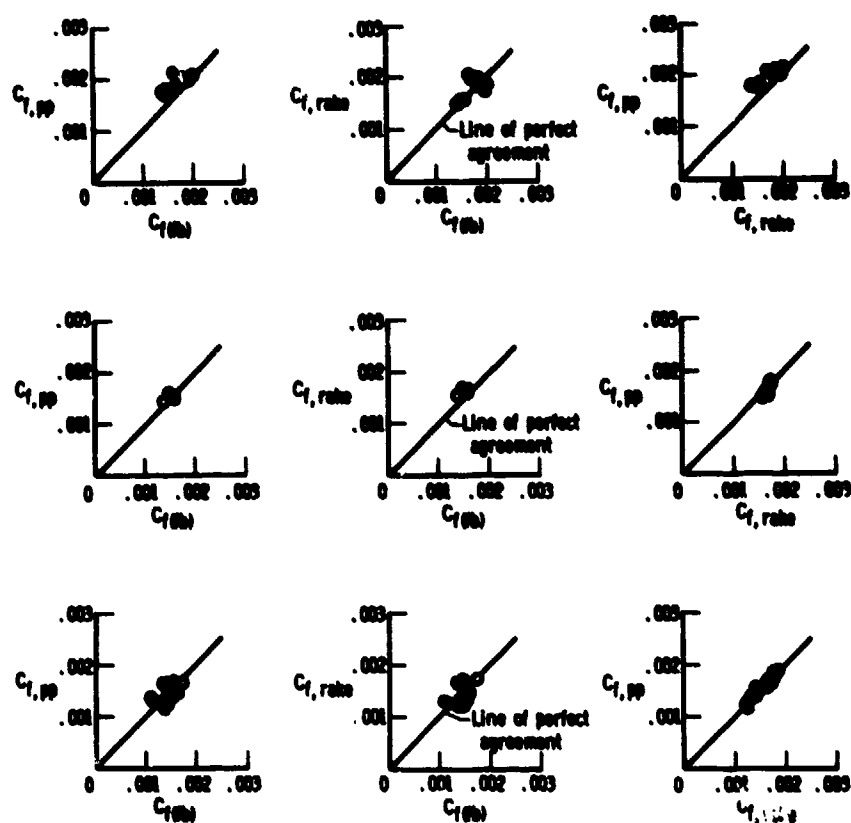 .003 .003 .003
.002 .002 .002
C_f,pp C_f,rake C_f,pp
.001 .001 .001
Line of perfect
agreement
0 .001 .002 .003 0 .001 .002 .003 0 .001 .002 .003
C_f(fb) C_f(fb) C_f,rake
.003 .003 .003
.002 .002 .002
C_f,pp C_f,rake C_f,pp
.001 .001 .001
Line of perfect
agreement
0 .001 .002 .003 0 .001 .002 .003 0 .001 .002 .003
C_f(fb) C_f(fb) C_f,rake
.003 .003 .003
.002 .002 .002
C_f,pp C_f,rake C_f,pp
.001 .001 .001
Line of perfect
agreement
0 .001 .002 .003 0 .001 .002 .003 0 .001 .002 .003
C_f(fb) C_f(fb)